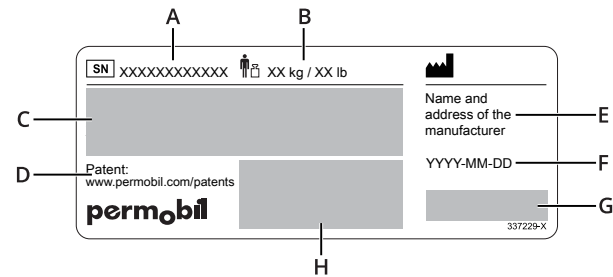 A
B
SN XXXXXXXXXXXX XX kg / XX lb
C
Name and
address of the
manufacturer
E
D
Patent:
www.permobil.com/patents
YYYY-MM-DD
F
permobil
G
337229-X
H